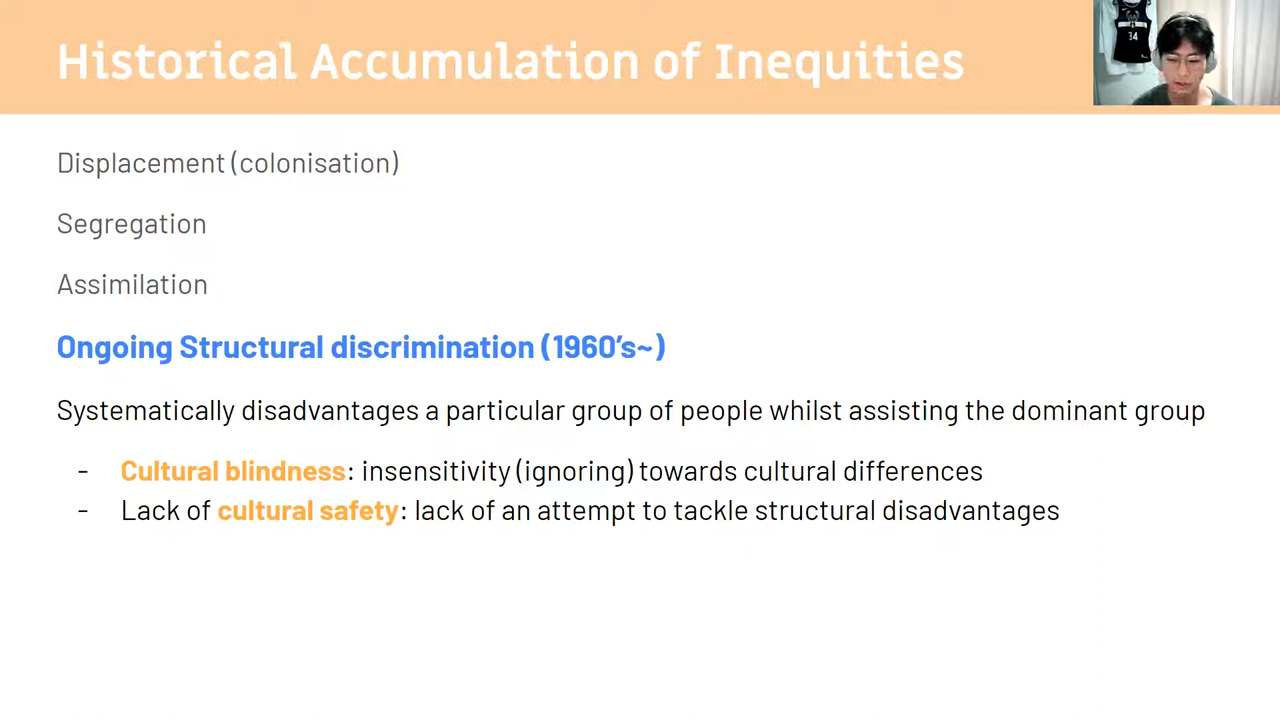 Historical Accumulation of Inequities
34
Displacement (colonisation)
Segregation
Assimilation
Ongoing Structural discrimination (1960's~)
Systematically disadvantages a particular group of people whilst assisting the dominant group
- Cultural blindness: insensitivity (ignoring) towards cultural differences
- Lack of cultural safety: lack of an attempt to tackle structural disadvantages